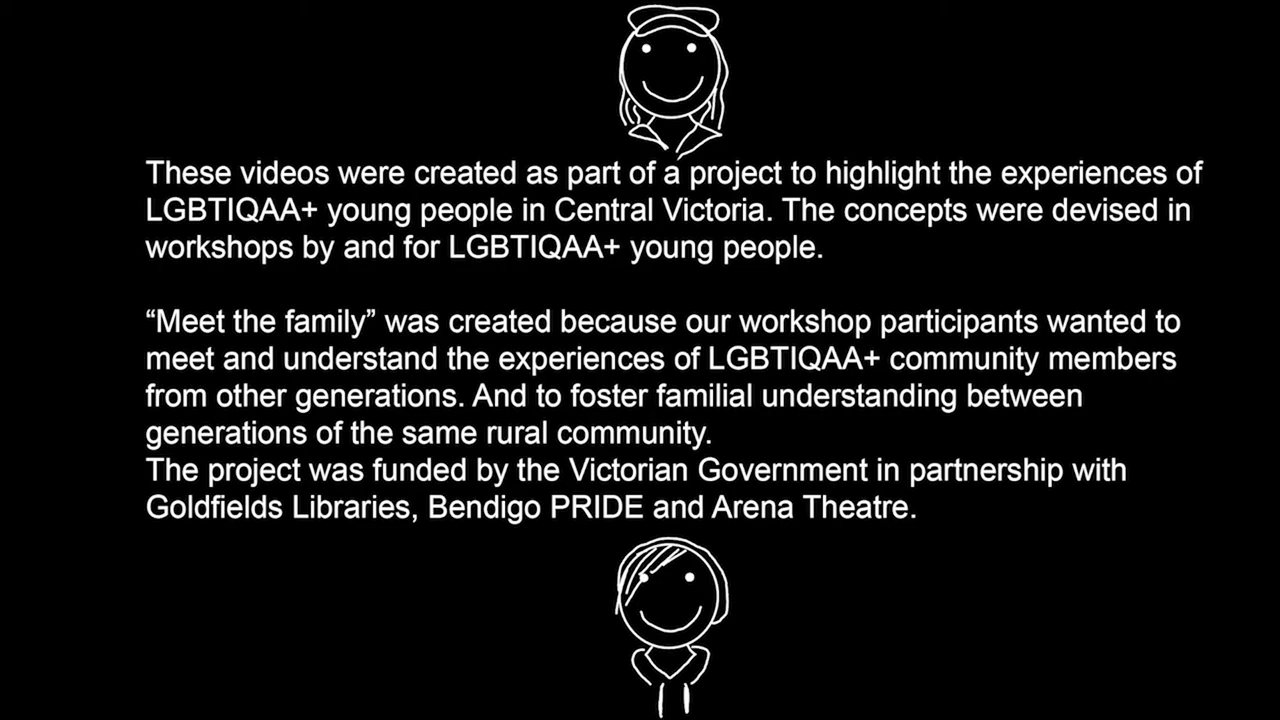 These videos were created as part of a project to highlight the experiences of
LGBTIQAA+ young people in Central Victoria. The concepts were devised in
workshops by and for LGBTIQAA+ young people.
“Meet the family” was created because our workshop participants wanted to
meet and understand the experiences of LGBTIQAA+ community members
from other generations. And to foster familial understanding between
generations of the same rural community.
The project was funded by the Victorian Government in partnership with
Goldfields Libraries, Bendigo PRIDE and Arena Theatre.